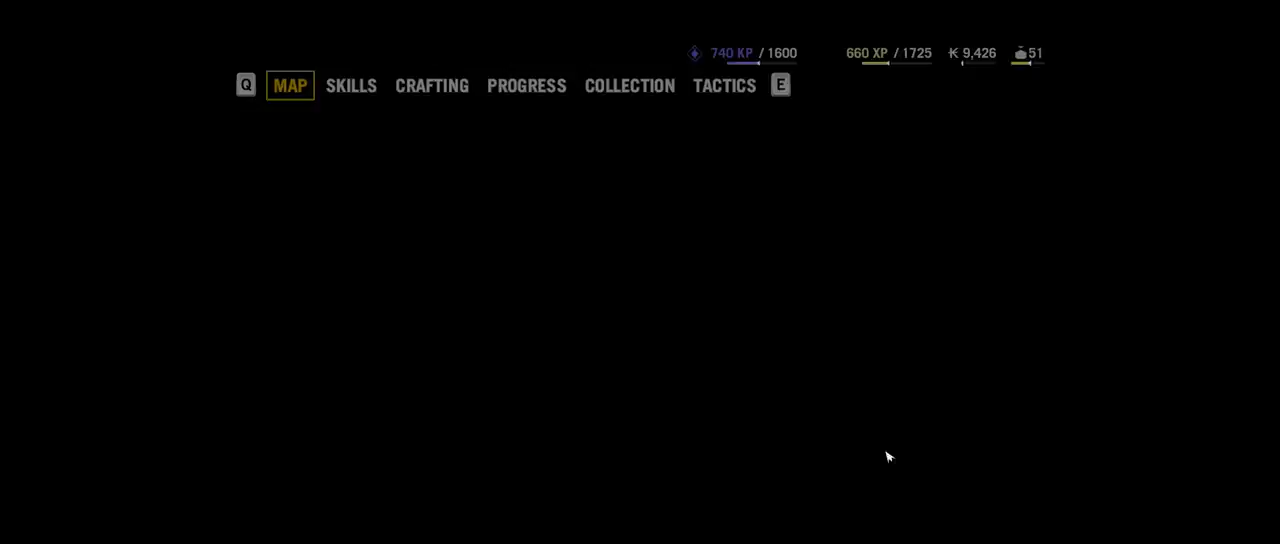 740 KP / 1600 660 XP / 1725 9,426 51
Q MAP SKILLS CRAFTING PROGRESS COLLECTION TACTICS E